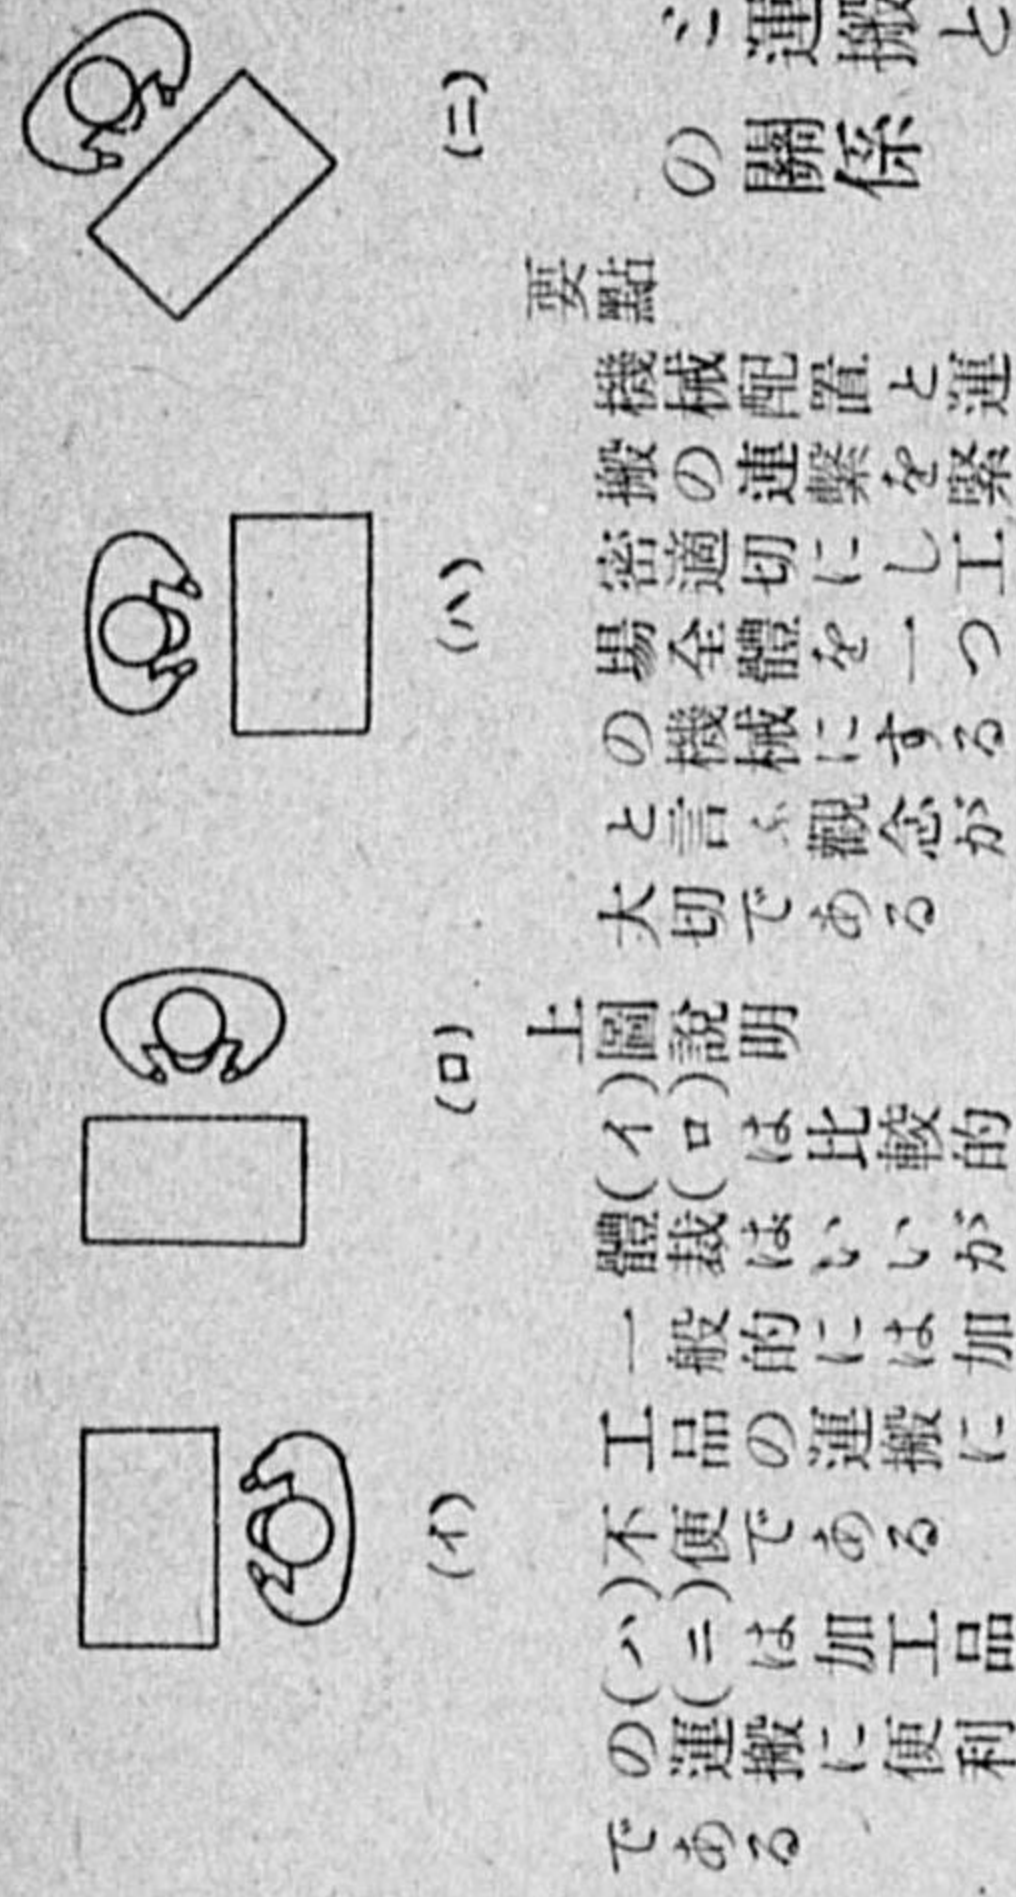 (ニ)
(ハ)
(ロ)
(イ)
運搬と
の關係
要點
機械配置と運
搬の連繫を緊
密適切にし工
場全體を一つ
の機械にする
と言ふ觀念が
大切である
上圖説明
(イ)(ロ)は比較的
體裁はいいが
一般的には加
工品の運搬に
不便である
(ハ)(ニ)は加工品
の運搬に便利
である